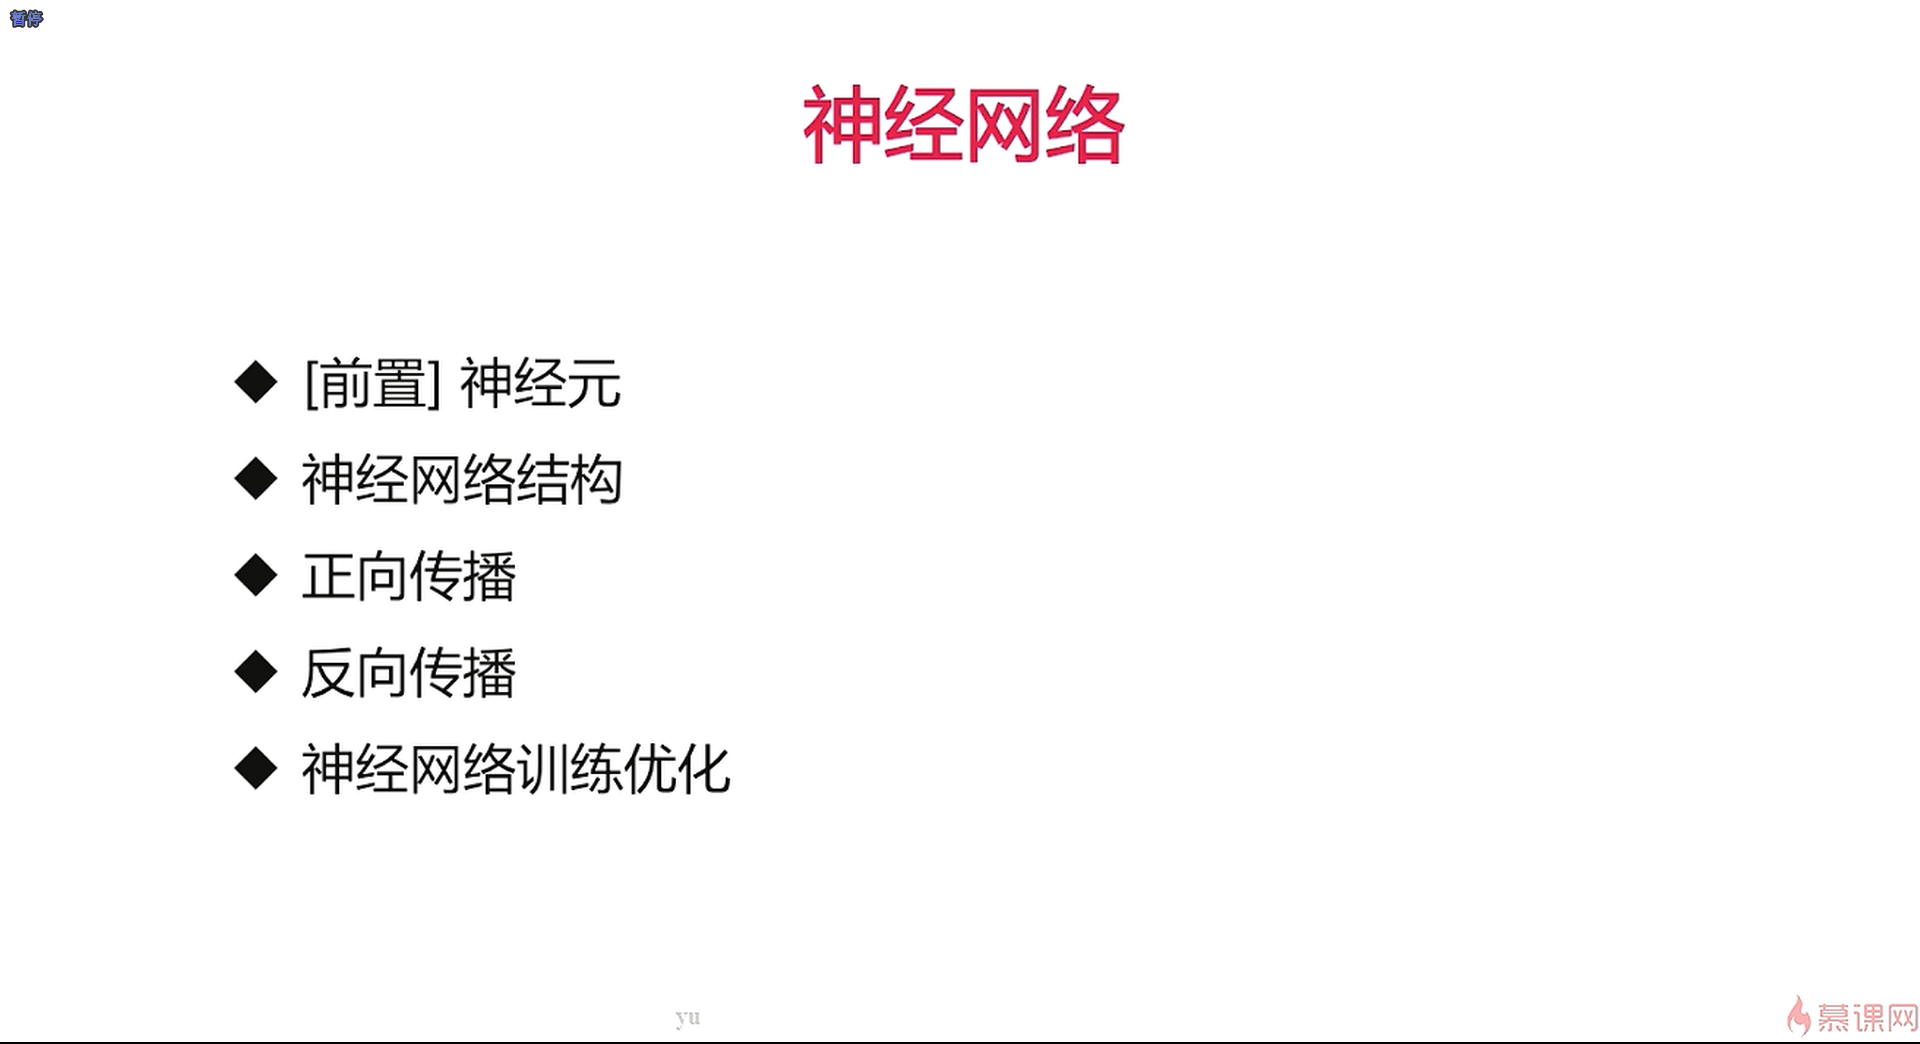 暂停
神经网络
◆ [前置] 神经元
◆ 神经网络结构
◆ 正向传播
◆ 反向传播
◆ 神经网络训练优化
yu
慕课网